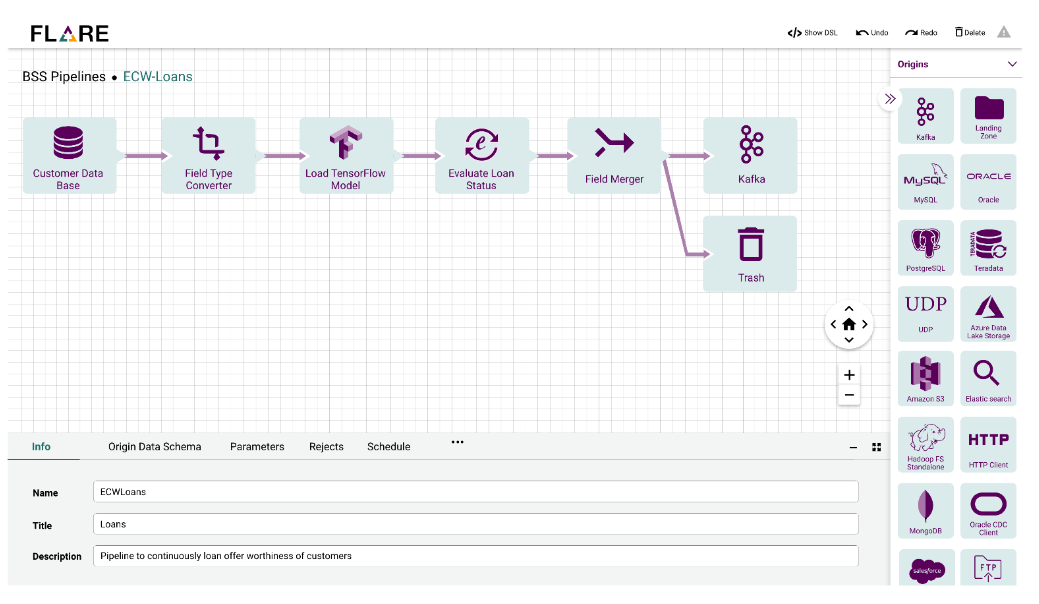 FLARE
</> Show DSL
Undo
Redo
Delete
BSS Pipelines • ECW-Loans
Origins
Customer Data
Base
Field Type
Converter
Load TensorFlow
Model
Evaluate Loan
Status
Field Merger
Kafka
Trash
Kafka
Landing
Zone
MySQL
MySQL
ORACLE
Oracle
PostgreSQL
TERADATA
Teradata
UDP
UDP
Azure Data
Lake Storage
Amazon S3
Elastic search
Hadoop FS
Standalone
HTTP
HTTP Client
MongoDB
Oracle CDC
Client
salesforce
FTP
Info
Origin Data Schema
Parameters
Rejects
Schedule
•••
Name
ECWLoans
Title
Loans
Description
Pipeline to continuously loan offer worthiness of customers